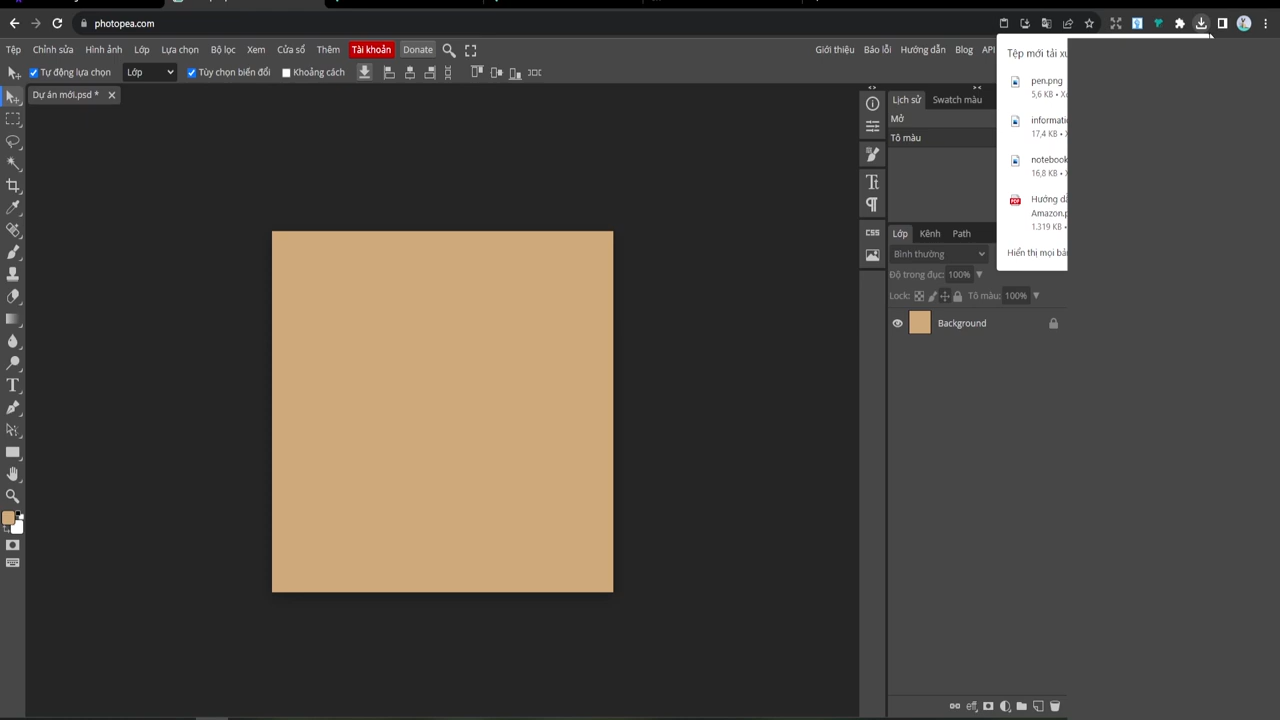 photopea.com
Tệp Chỉnh sửa Hình ảnh Lớp Lựa chọn Bộ lọc Xem Cửa sổ Thêm Tài khoản Donate Giới thiệu Báo lỗi Hướng dẫn Blog API
Tự động lựa chọn Lớp Tùy chọn biến đổi Khoảng cách
Dự án mới.psd *
Tệp mới tải
pen.png
5,6 KB •
17,4 KB •
notebook
16,8 KB •
PDF Hướng
Amazon.
1.319 KB •
Hiển thị mọi
Lịch sử Swatch màu
Mở
Tô màu
CSS
Lớp Kênh Path
Bình thường
Độ trong đục: 100%
Lock: Tô màu: 100%
Background
eff